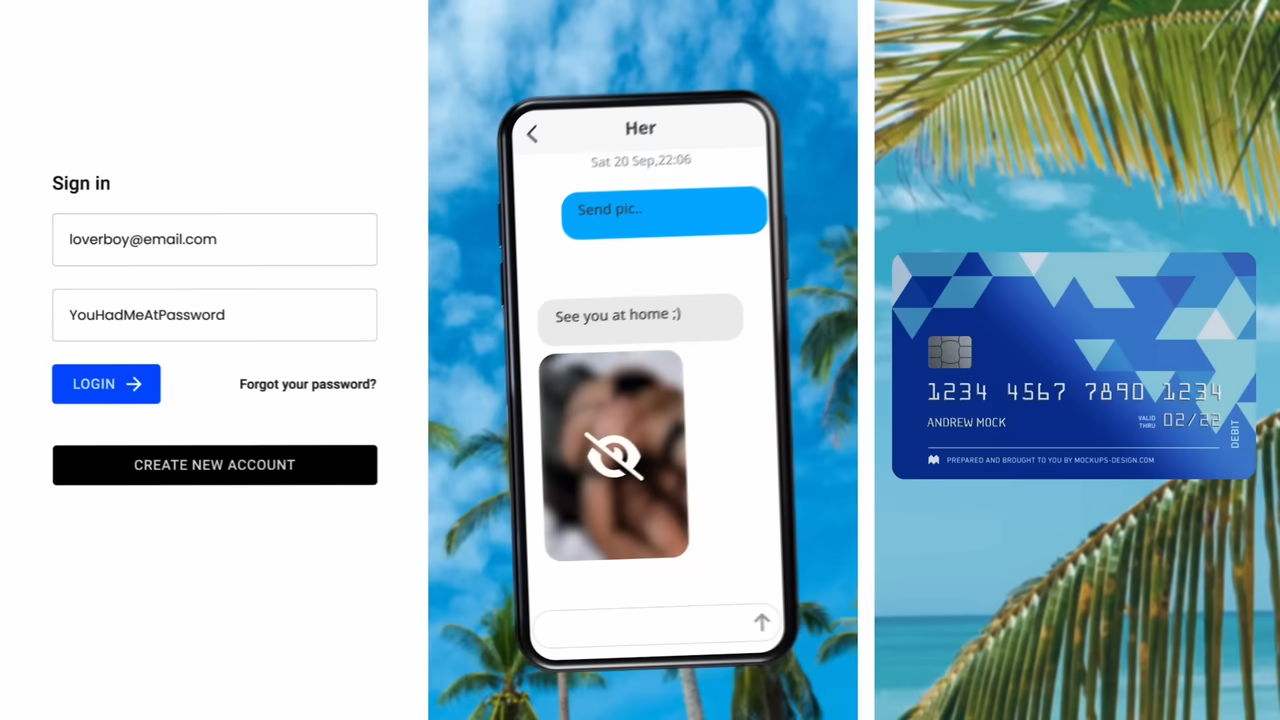 Sign in
loverboy@email.com
YouHadMeAtPassword
LOGIN
Forgot your password?
CREATE NEW ACCOUNT
Her
Sat 20 Sep,22:06
Send pic..
See you at home ;)
1234 4567 7890 1234
ANDREW MOCK
VALID THRU 02/22
DEBIT
PREPARED AND BROUGHT TO YOU BY MOCKUPS-DESIGN.COM